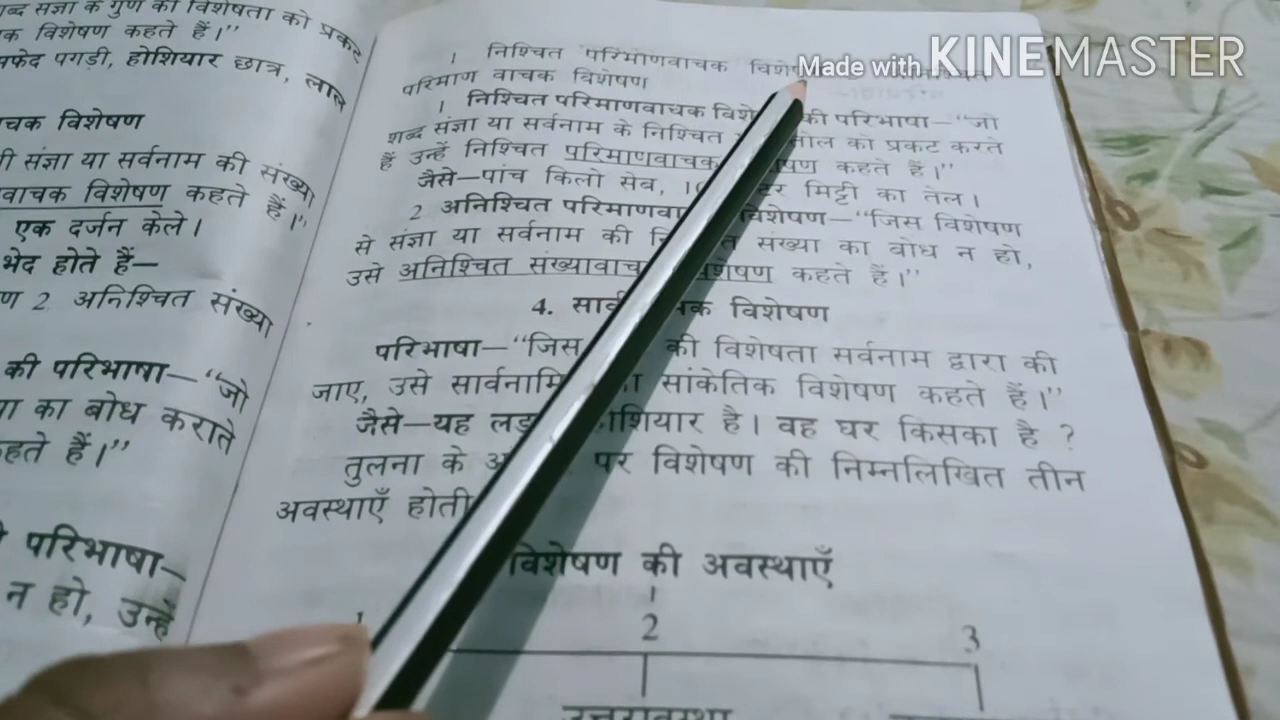 शब्द संज्ञा के गुण की विशेषता को प्रकट
क विशेषण कहते हैं।”
सफेद पगड़ी, होशियार छात्र, लाल
चक विशेषण
संज्ञा या सर्वनाम की संख्या
वाचक विशेषण कहते हैं।”
एक दर्जन केले।
भेद होते हैं—
ण 2 अनिश्चित संख्या
की परिभाषा—“जो
का बोध कराते
कहते हैं।”
परिभाषा—
न हो, उन्हें
1 निश्चित परिमाणवाचक
परिमाण वाचक विशेषण
1 निश्चित परिमाणवाचक की परिभाषा—“जो
शब्द संज्ञा या सर्वनाम के निश्चित को प्रकट करते
हैं उन्हें निश्चित परिमाणवाचक कहते हैं।”
जैसे—पांच किलो सेब, मिट्टी का तेल।
2 अनिश्चित विशेषण—“जिस विशेषण
से संज्ञा या सर्वनाम की संख्या का बोध न हो,
उसे अनिश्चित विशेषण कहते हैं।”
4. विशेषण
परिभाषा—“जिस की विशेषता सर्वनाम द्वारा की
जाए, उसे सांकेतिक विशेषण कहते हैं।”
जैसे—यह है। वह घर किसका है ?
तुलना के पर विशेषण की निम्नलिखित तीन
अवस्थाएँ होती
विशेषण की अवस्थाएँ
2 3
Made with KINEMASTER